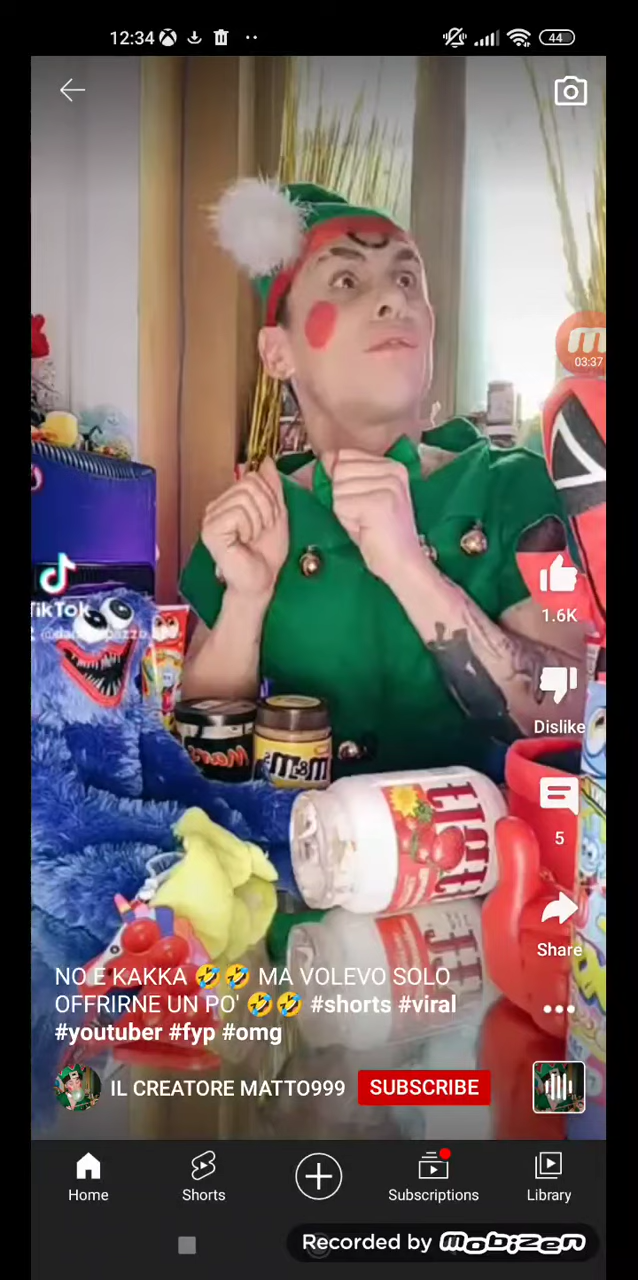 12:34
44
03:37
TikTok
1.6K
Dislike
M&M's
5
Share
NO E KAKKA 🤣🤣 MA VOLEVO SOLO
OFFRIRNE UN PO' 🤣🤣 #shorts #viral
#youtuber #fyp #omg
IL CREATORE MATTO999
SUBSCRIBE
Home
Shorts
Subscriptions
Library
Recorded by mobizen